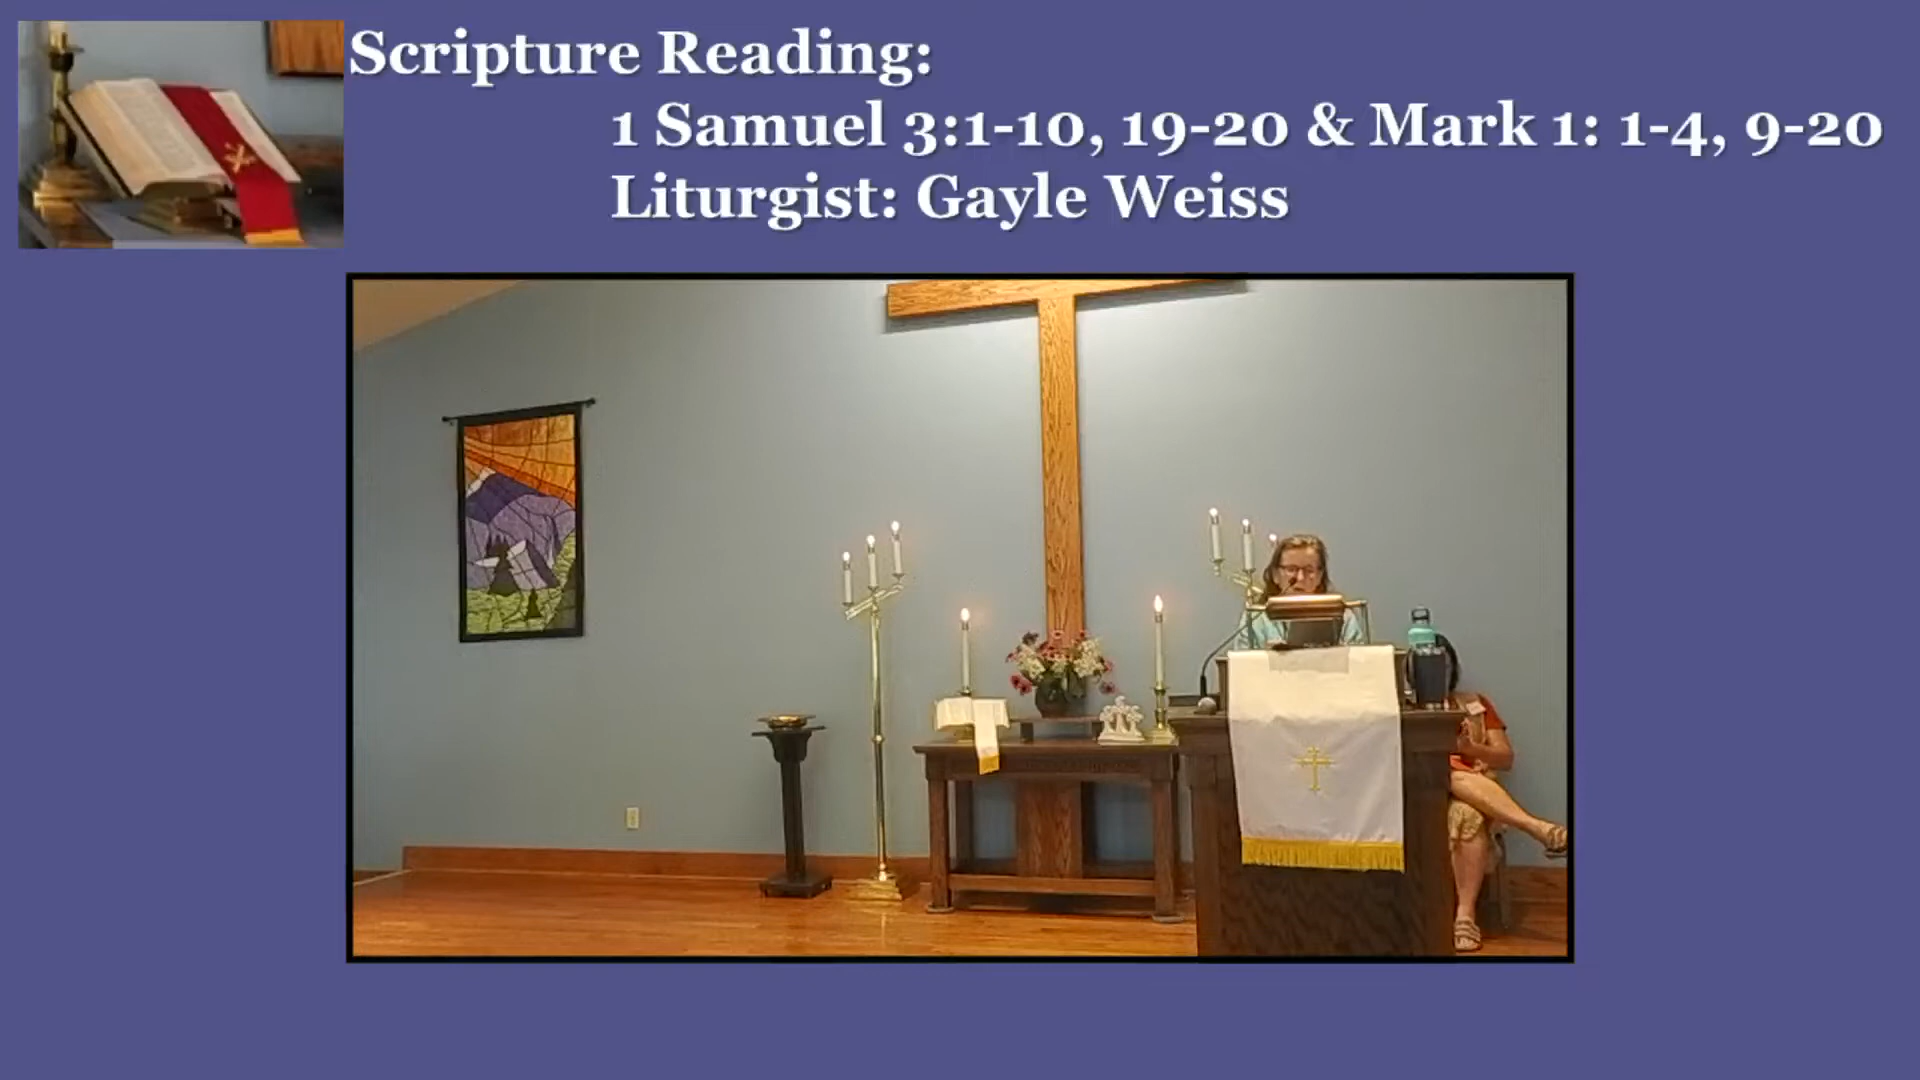 Scripture Reading:
1 Samuel 3:1-10, 19-20 & Mark 1: 1-4, 9-20
Liturgist: Gayle Weiss